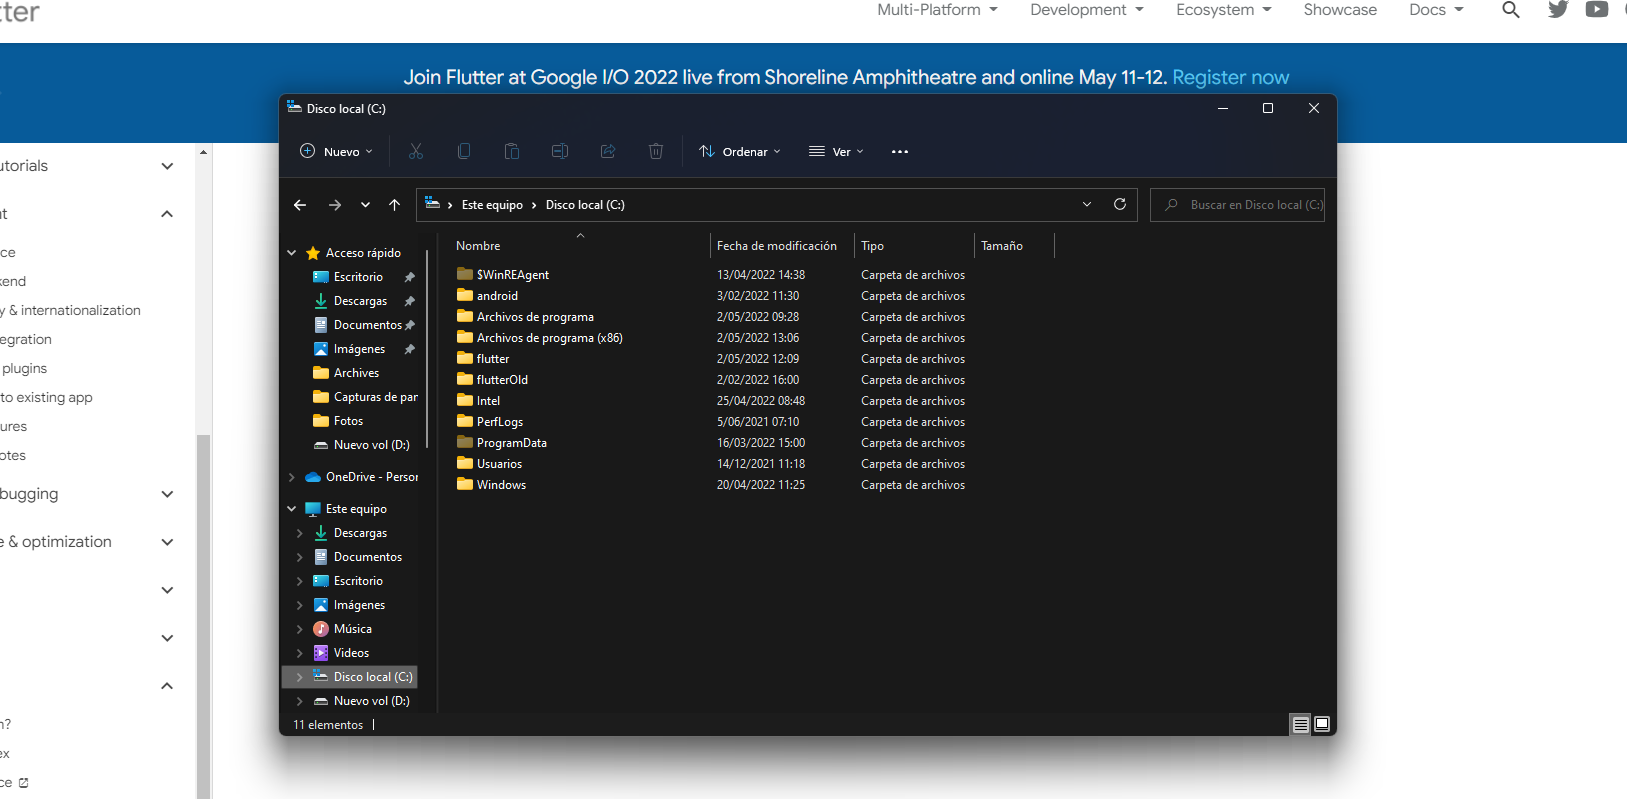 tter
Multi-Platform Development Ecosystem Showcase Docs
Join Flutter at Google I/O 2022 live from Shoreline Amphitheatre and online May 11-12. Register now
utorials
t
ce
kend
y & internationalization
egration
plugins
to existing app
ures
otes
bugging
e & optimization
n?
ex
ce
Disco local (C:)
Nuevo Ordenar Ver
Este equipo Disco local (C:) Buscar en Disco local (C:)
Acceso rápido
Escritorio
Descargas
Documentos
Imágenes
Archives
Capturas de par
Fotos
Nuevo vol (D:)
OneDrive - Persor
Este equipo
Descargas
Documentos
Escritorio
Imágenes
Música
Videos
Disco local (C:)
Nuevo vol (D:)
Nombre Fecha de modificación Tipo Tamaño
$WinREAgent 13/04/2022 14:38 Carpeta de archivos
android 3/02/2022 11:30 Carpeta de archivos
Archivos de programa 2/05/2022 09:28 Carpeta de archivos
Archivos de programa (x86) 2/05/2022 13:06 Carpeta de archivos
flutter 2/05/2022 12:09 Carpeta de archivos
flutterOld 2/02/2022 16:00 Carpeta de archivos
Intel 25/04/2022 08:48 Carpeta de archivos
PerfLogs 5/06/2021 07:10 Carpeta de archivos
ProgramData 16/03/2022 15:00 Carpeta de archivos
Usuarios 14/12/2021 11:18 Carpeta de archivos
Windows 20/04/2022 11:25 Carpeta de archivos
11 elementos